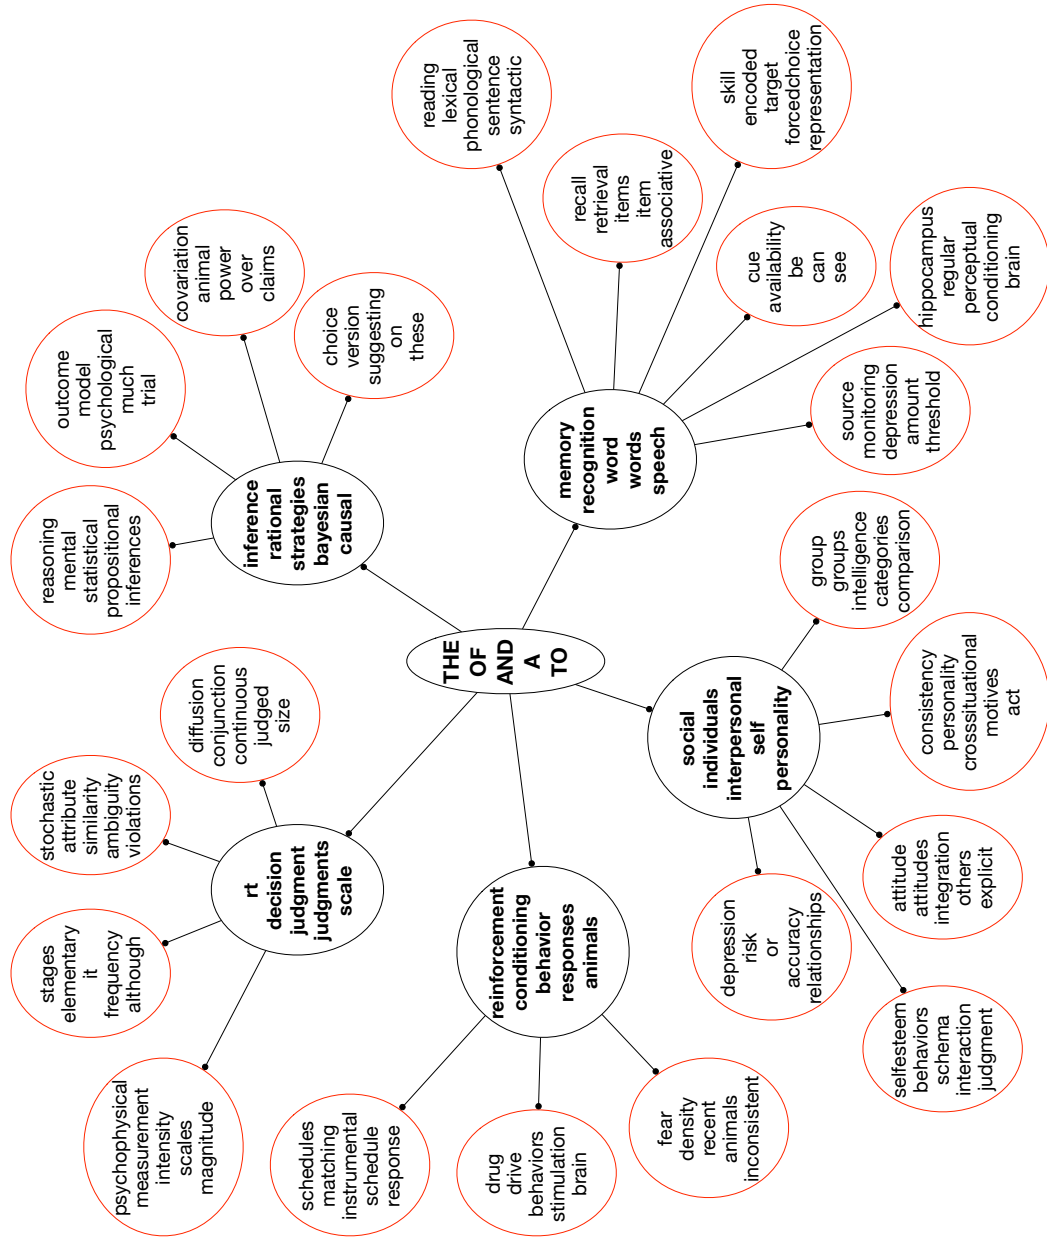 THE
OF
AND
A
TO
inference
rational
strategies
bayesian
causal
reasoning
mental
statistical
propositional
inferences
outcome
model
psychological
much
trial
covariation
animal
power
over
claims
choice
version
suggesting
on
these
memory
recognition
word
words
speech
reading
lexical
phonological
sentence
syntactic
recall
retrieval
items
item
associative
skill
encoded
target
forcedchoice
representation
cue
availability
be
can
see
hippocampus
regular
perceptual
conditioning
brain
source
monitoring
depression
amount
threshold
social
individuals
interpersonal
self
personality
group
groups
intelligence
categories
comparison
consistency
personality
crosssituational
motives
act
attitude
attitudes
integration
others
explicit
depression
risk
or
accuracy
relationships
selfesteem
behaviors
schema
interaction
judgment
reinforcement
conditioning
behavior
responses
animals
fear
density
recent
animals
inconsistent
drug
drive
behaviors
stimulation
brain
schedules
matching
instrumental
schedule
response
rt
decision
judgment
judgments
scale
psychophysical
measurement
intensity
scales
magnitude
stages
elementary
it
frequency
although
stochastic
attribute
similarity
ambiguity
violations
diffusion
conjunction
continuous
judged
size